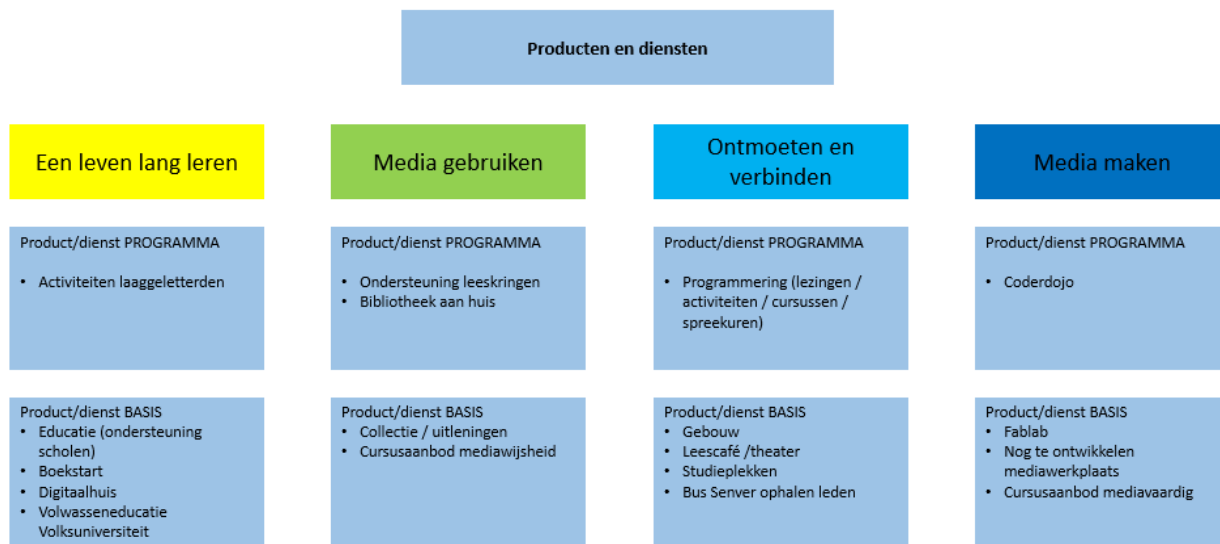 Producten en diensten
Een leven lang leren
Media gebruiken
Ontmoeten en
verbinden
Media maken
Product/dienst PROGRAMMA
• Activiteiten laaggeletterden
Product/dienst PROGRAMMA
• Ondersteuning leeskringen
• Bibliotheek aan huis
Product/dienst PROGRAMMA
• Programmering (lezingen /
activiteiten / cursussen /
spreekuren)
Product/dienst PROGRAMMA
• Coderdojo
Product/dienst BASIS
• Educatie (ondersteuning
scholen)
• Boekstart
• Digitaalhuis
• Volwasseneducatie
Volksuniversiteit
Product/dienst BASIS
• Collectie / uitleningen
• Cursusaanbod mediawijsheid
Product/dienst BASIS
• Gebouw
• Leescafé /theater
• Studieplekken
• Bus Server ophalen leden
Product/dienst BASIS
• Fablab
• Nog te ontwikkelen
mediawerkplaats
• Cursusaanbod mediavaardig